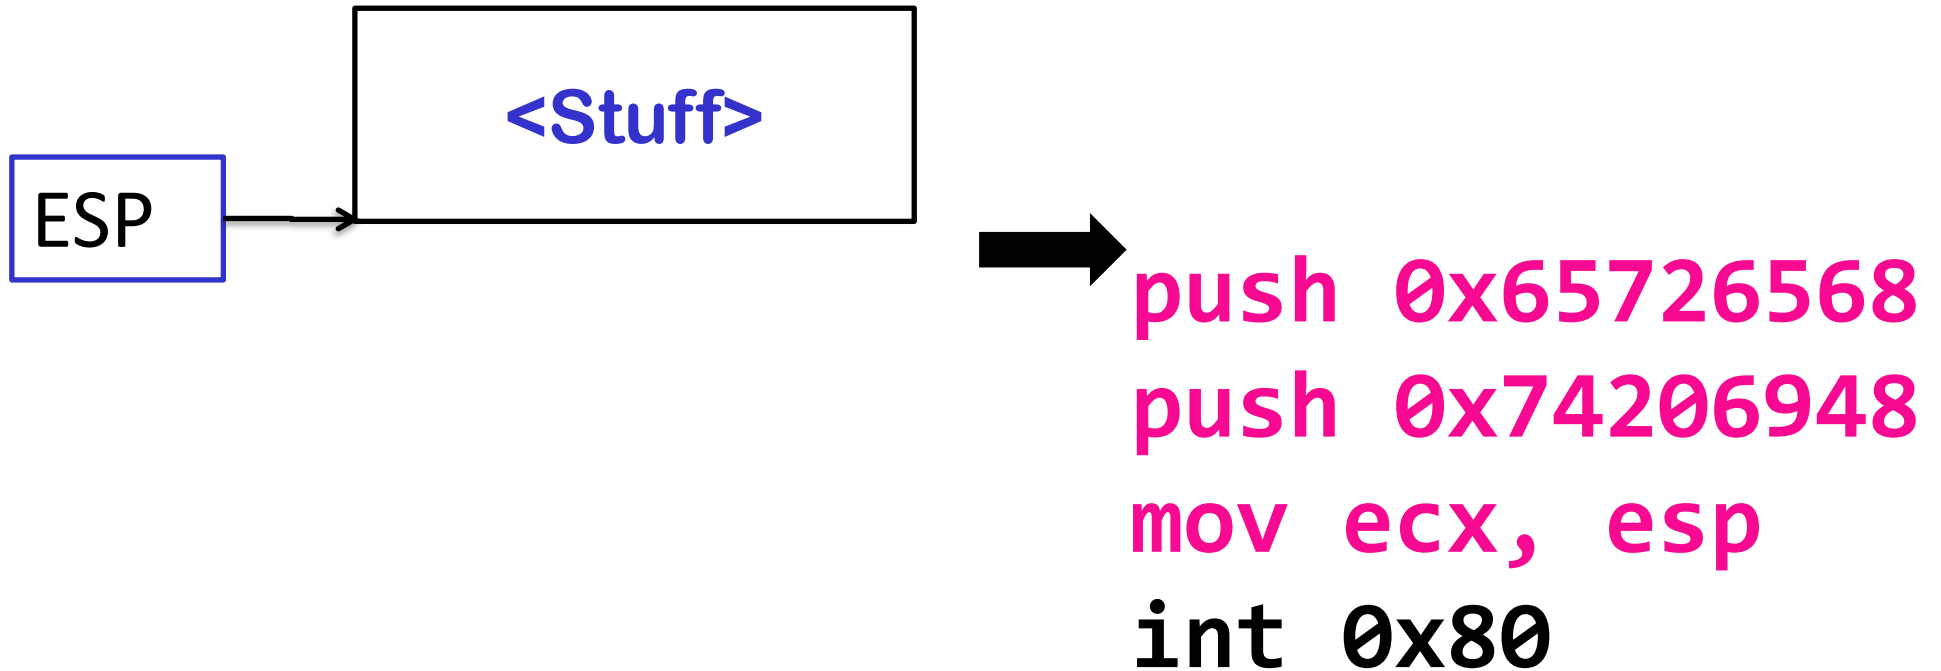 <Stuff>
ESP
push 0x65726568
push 0x74206948
mov ecx, esp
int 0x80